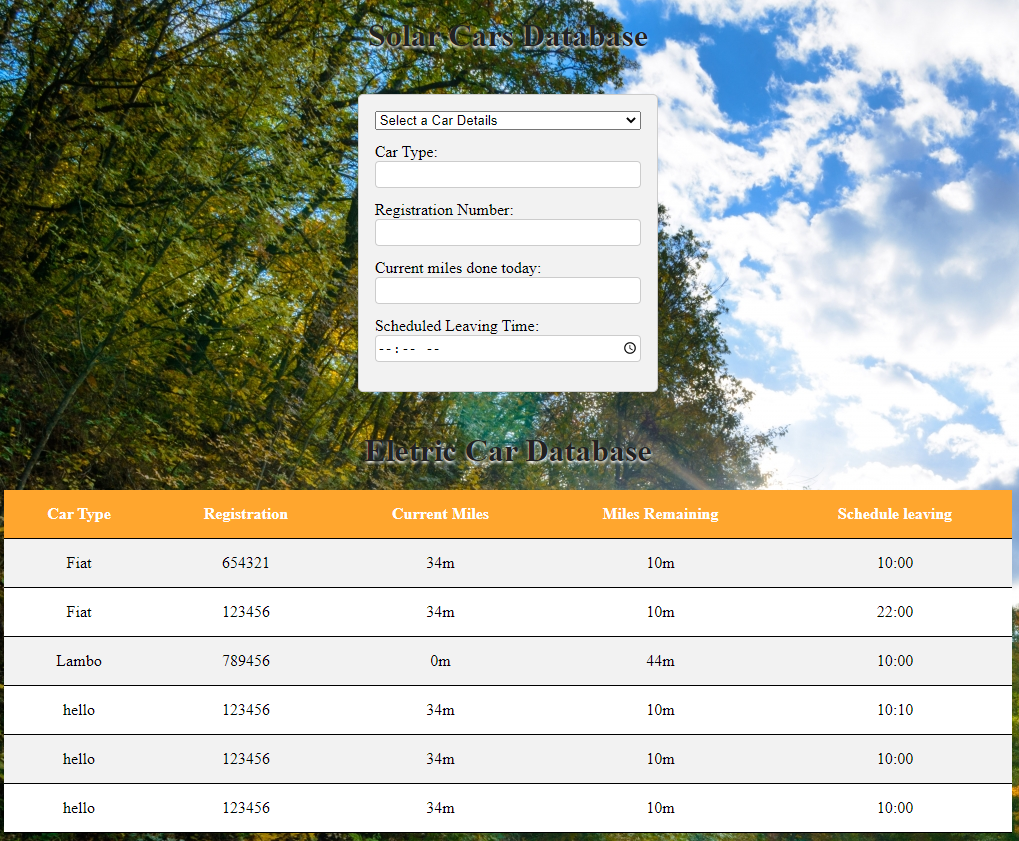 Solar Cars Database
Select a Car Details
Car Type:
Registration Number:
Current miles done today:
Scheduled Leaving Time:
--:-- --
Eletric Car Database
Car Type Registration Current Miles Miles Remaining Schedule leaving
Fiat 654321 34m 10m 10:00
Fiat 123456 34m 10m 22:00
Lambo 789456 0m 44m 10:00
hello 123456 34m 10m 10:10
hello 123456 34m 10m 10:00
hello 123456 34m 10m 10:00